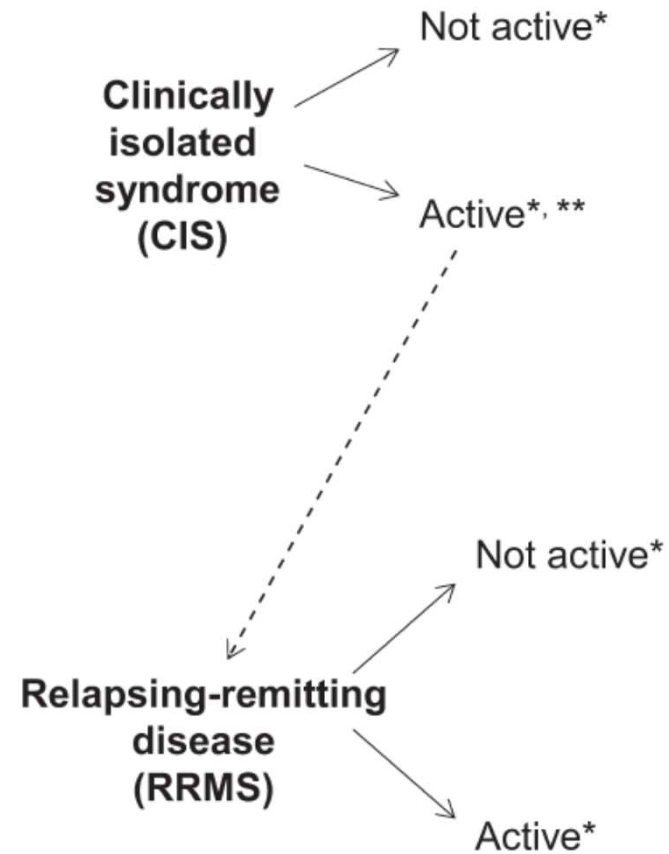 Not active*
Clinically
isolated
syndrome
(CIS)
Active*, **
Not active*
Relapsing-remitting
disease
(RRMS)
Active*